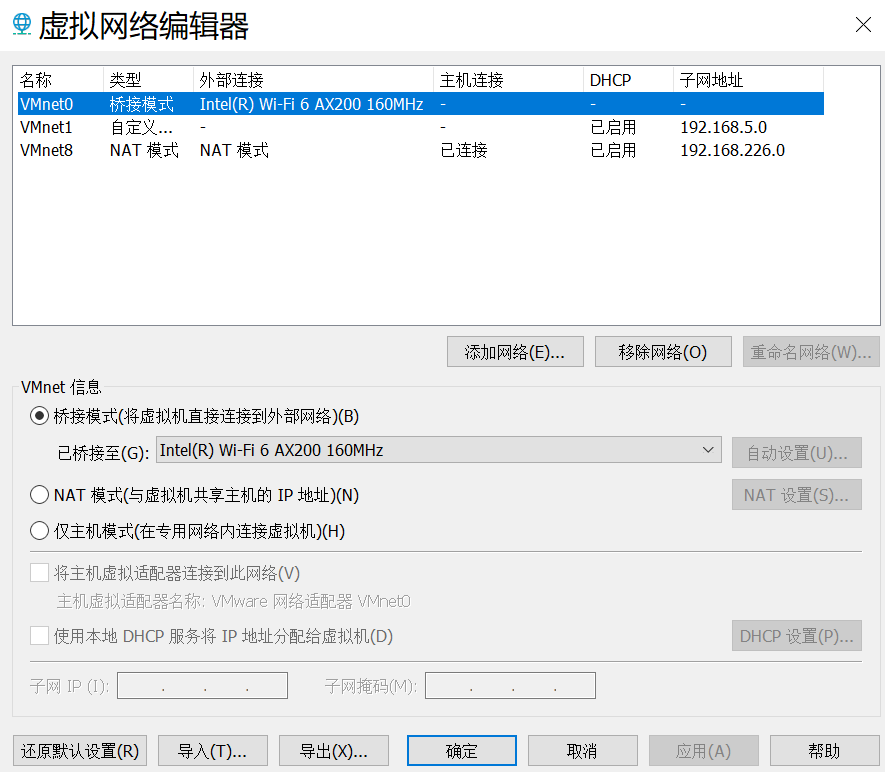 虚拟网络编辑器
名称 类型 外部连接 主机连接 DHCP 子网地址
VMnet0 桥接模式 Intel(R) Wi-Fi 6 AX200 160MHz - - -
VMnet1 自定义... - - 已启用 192.168.5.0
VMnet8 NAT 模式 NAT 模式 已连接 已启用 192.168.226.0
添加网络(E)... 移除网络(O) 重命名网络(W)...
VMnet 信息
桥接模式(将虚拟机直接连接到外部网络)(B)
已桥接至(G): Intel(R) Wi-Fi 6 AX200 160MHz 自动设置(U)...
NAT 模式(与虚拟机共享主机的 IP 地址)(N) NAT 设置(S)...
仅主机模式(在专用网络内连接虚拟机)(H)
将主机虚拟适配器连接到此网络(V)
主机虚拟适配器名称: VMware 网络适配器 VMnet0
使用本地 DHCP 服务将 IP 地址分配给虚拟机(D) DHCP 设置(P)...
子网 IP (I): . . . 子网掩码(M): . . .
还原默认设置(R) 导入(T)... 导出(X)... 确定 取消 应用(A) 帮助